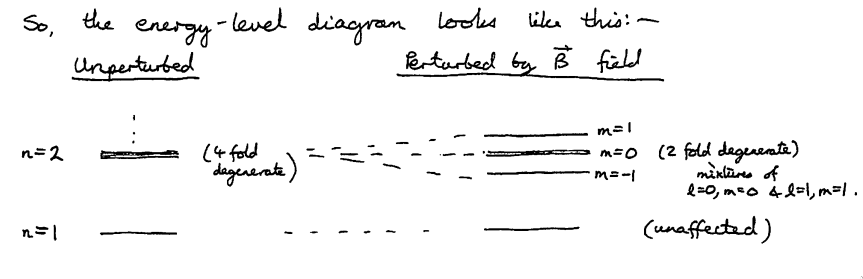 So, the energy-level diagram looks like this:-
Unperturbed
Perturbed by B⃗ field
m=1
n=2 (4 fold degenerate) m=0 (2 fold degenerate)
m=-1 mixtures of
l=0, m=0 & l=1, m=1.
n=1 (unaffected)